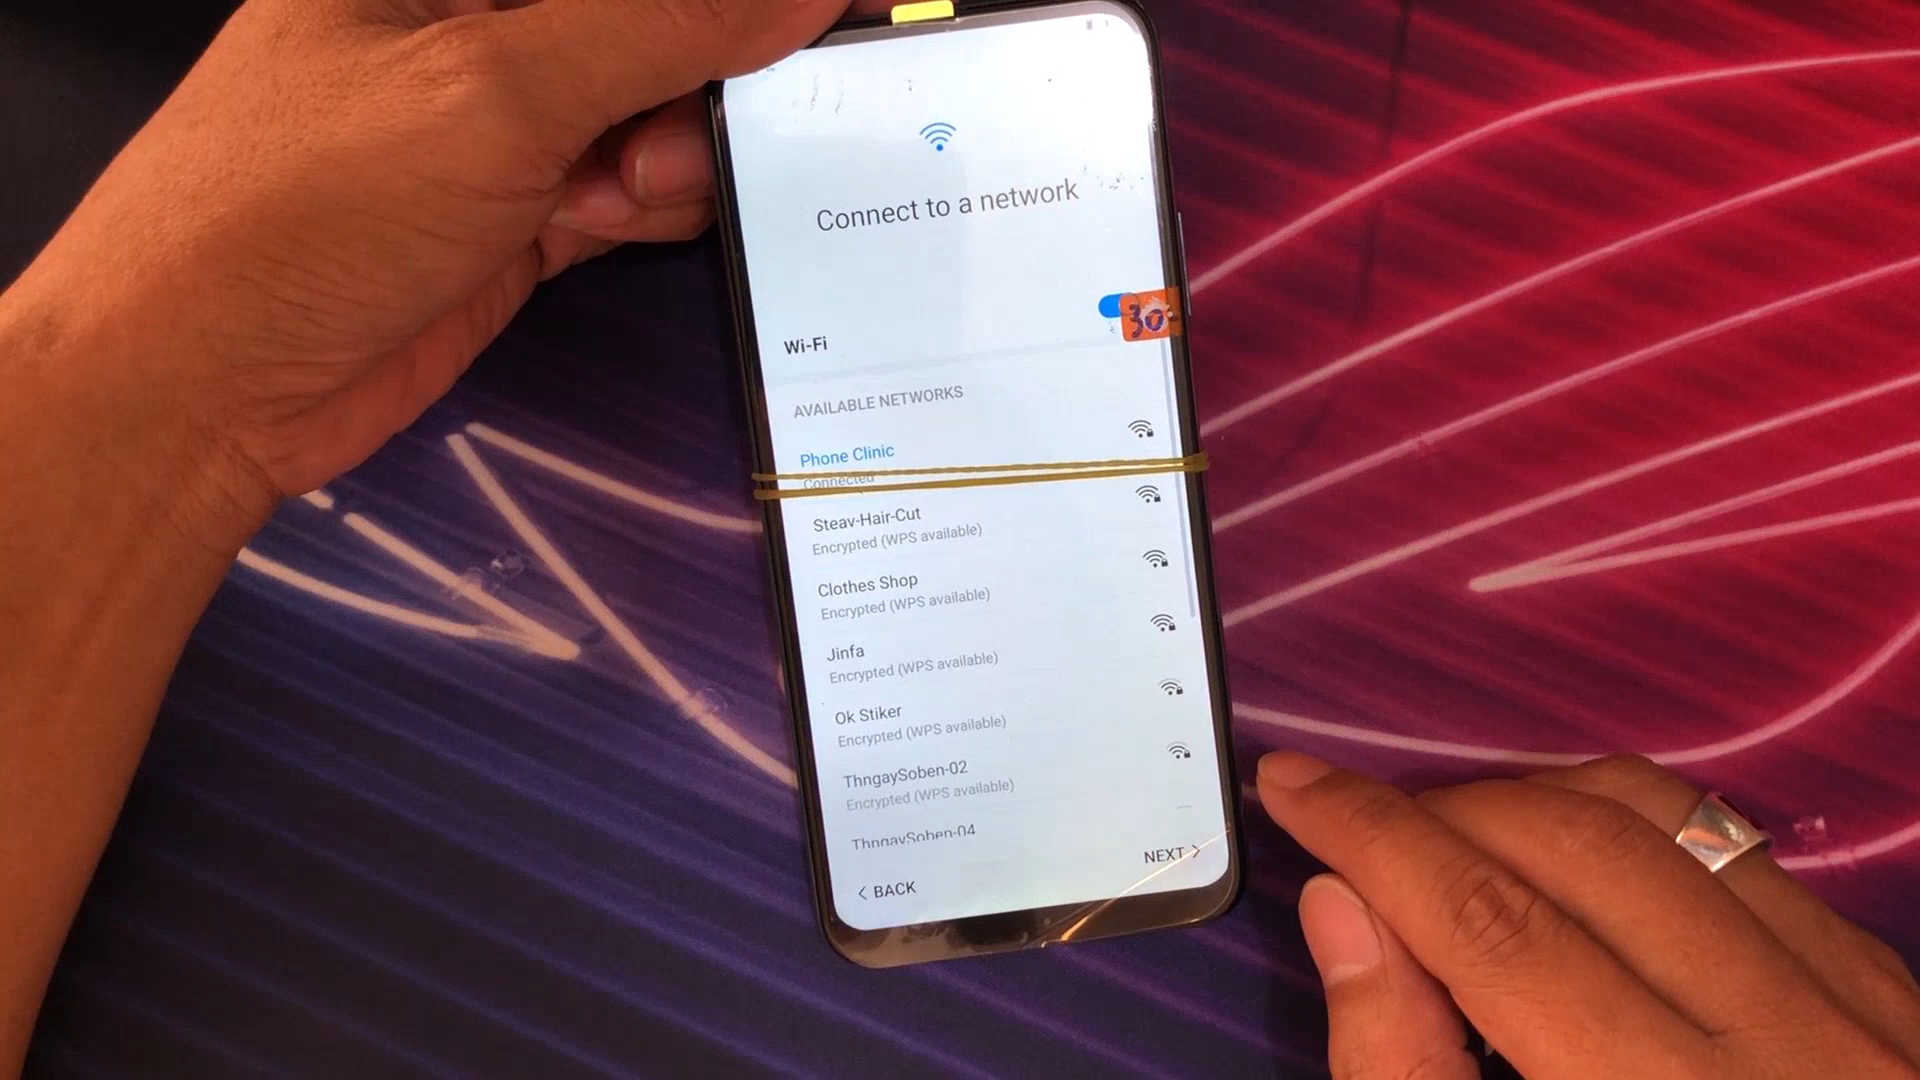 Connect to a network
Wi-Fi
30
AVAILABLE NETWORKS
Phone Clinic
Connected
Steav-Hair-Cut
Encrypted (WPS available)
Clothes Shop
Encrypted (WPS available)
Jinfa
Encrypted (WPS available)
Ok Stiker
Encrypted (WPS available)
ThngaySoben-02
Encrypted (WPS available)
ThngaySoben-04
NEXT >
< BACK